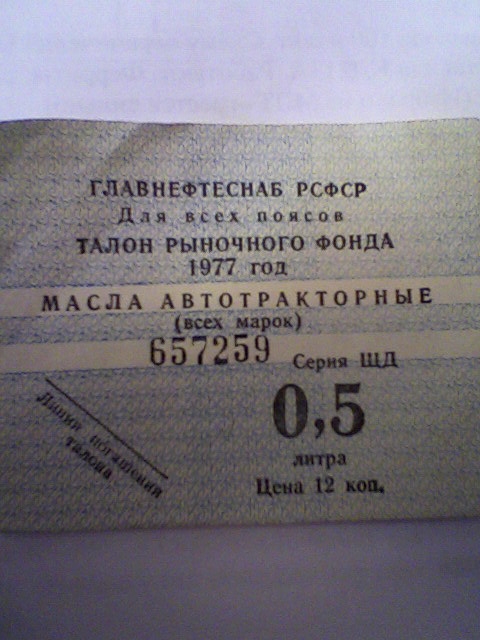 ГЛАВНЕФТЕСНАБ РСФСР
Для всех поясов
ТАЛОН РЫНОЧНОГО ФОНДА
1977 год
МАСЛА АВТОТРАКТОРНЫЕ
(всех марок)
657259 Серия ЩД
0,5
литра
Цена 12 коп.
Линия погашения
талона